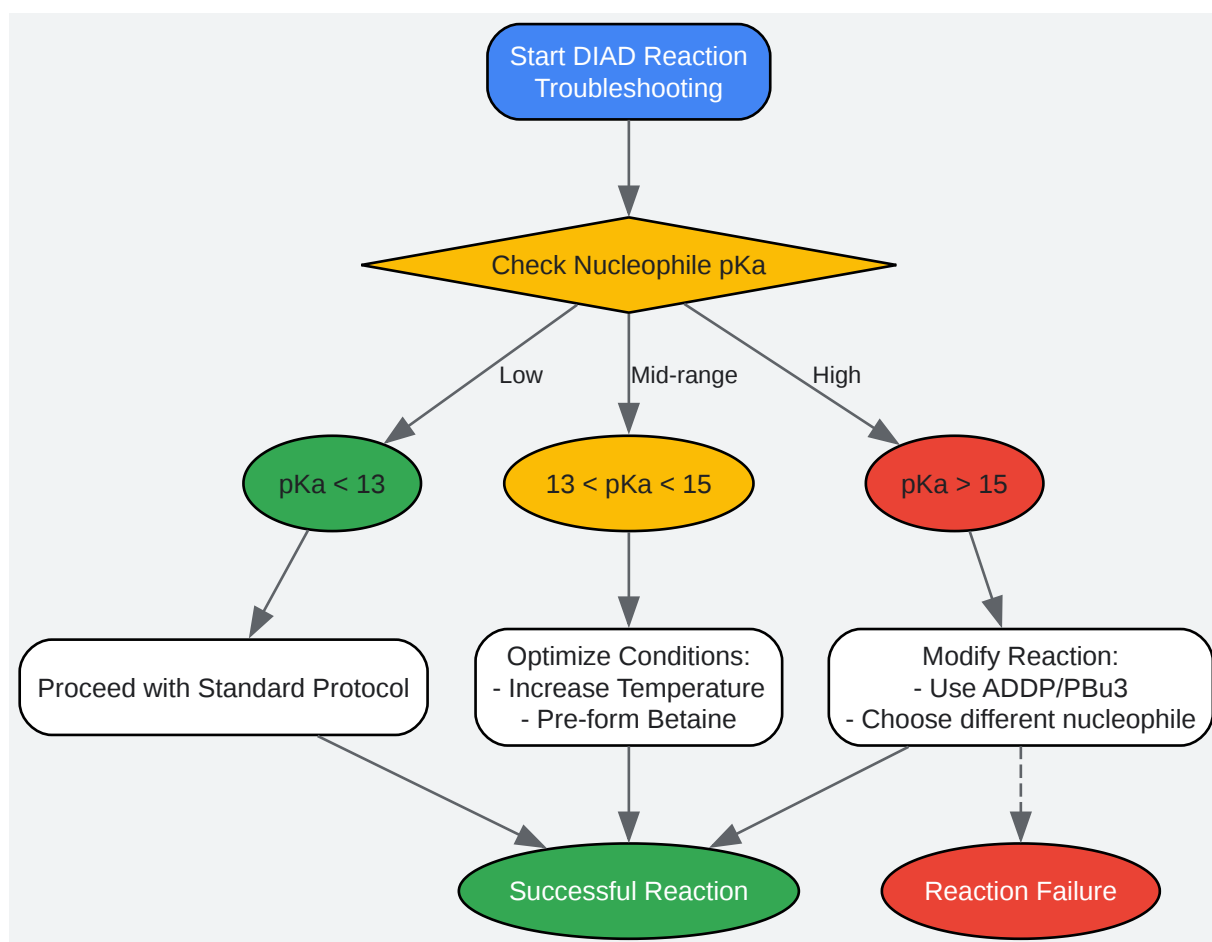 Start DIAD Reaction
Troubleshooting
Check Nucleophile pKa
Low
Mid-range
High
pKa < 13
13 < pKa < 15
pKa > 15
Proceed with Standard Protocol
Optimize Conditions:
- Increase Temperature
- Pre-form Betaine
Modify Reaction:
- Use ADDP/PBu3
- Choose different nucleophile
Successful Reaction
Reaction Failure